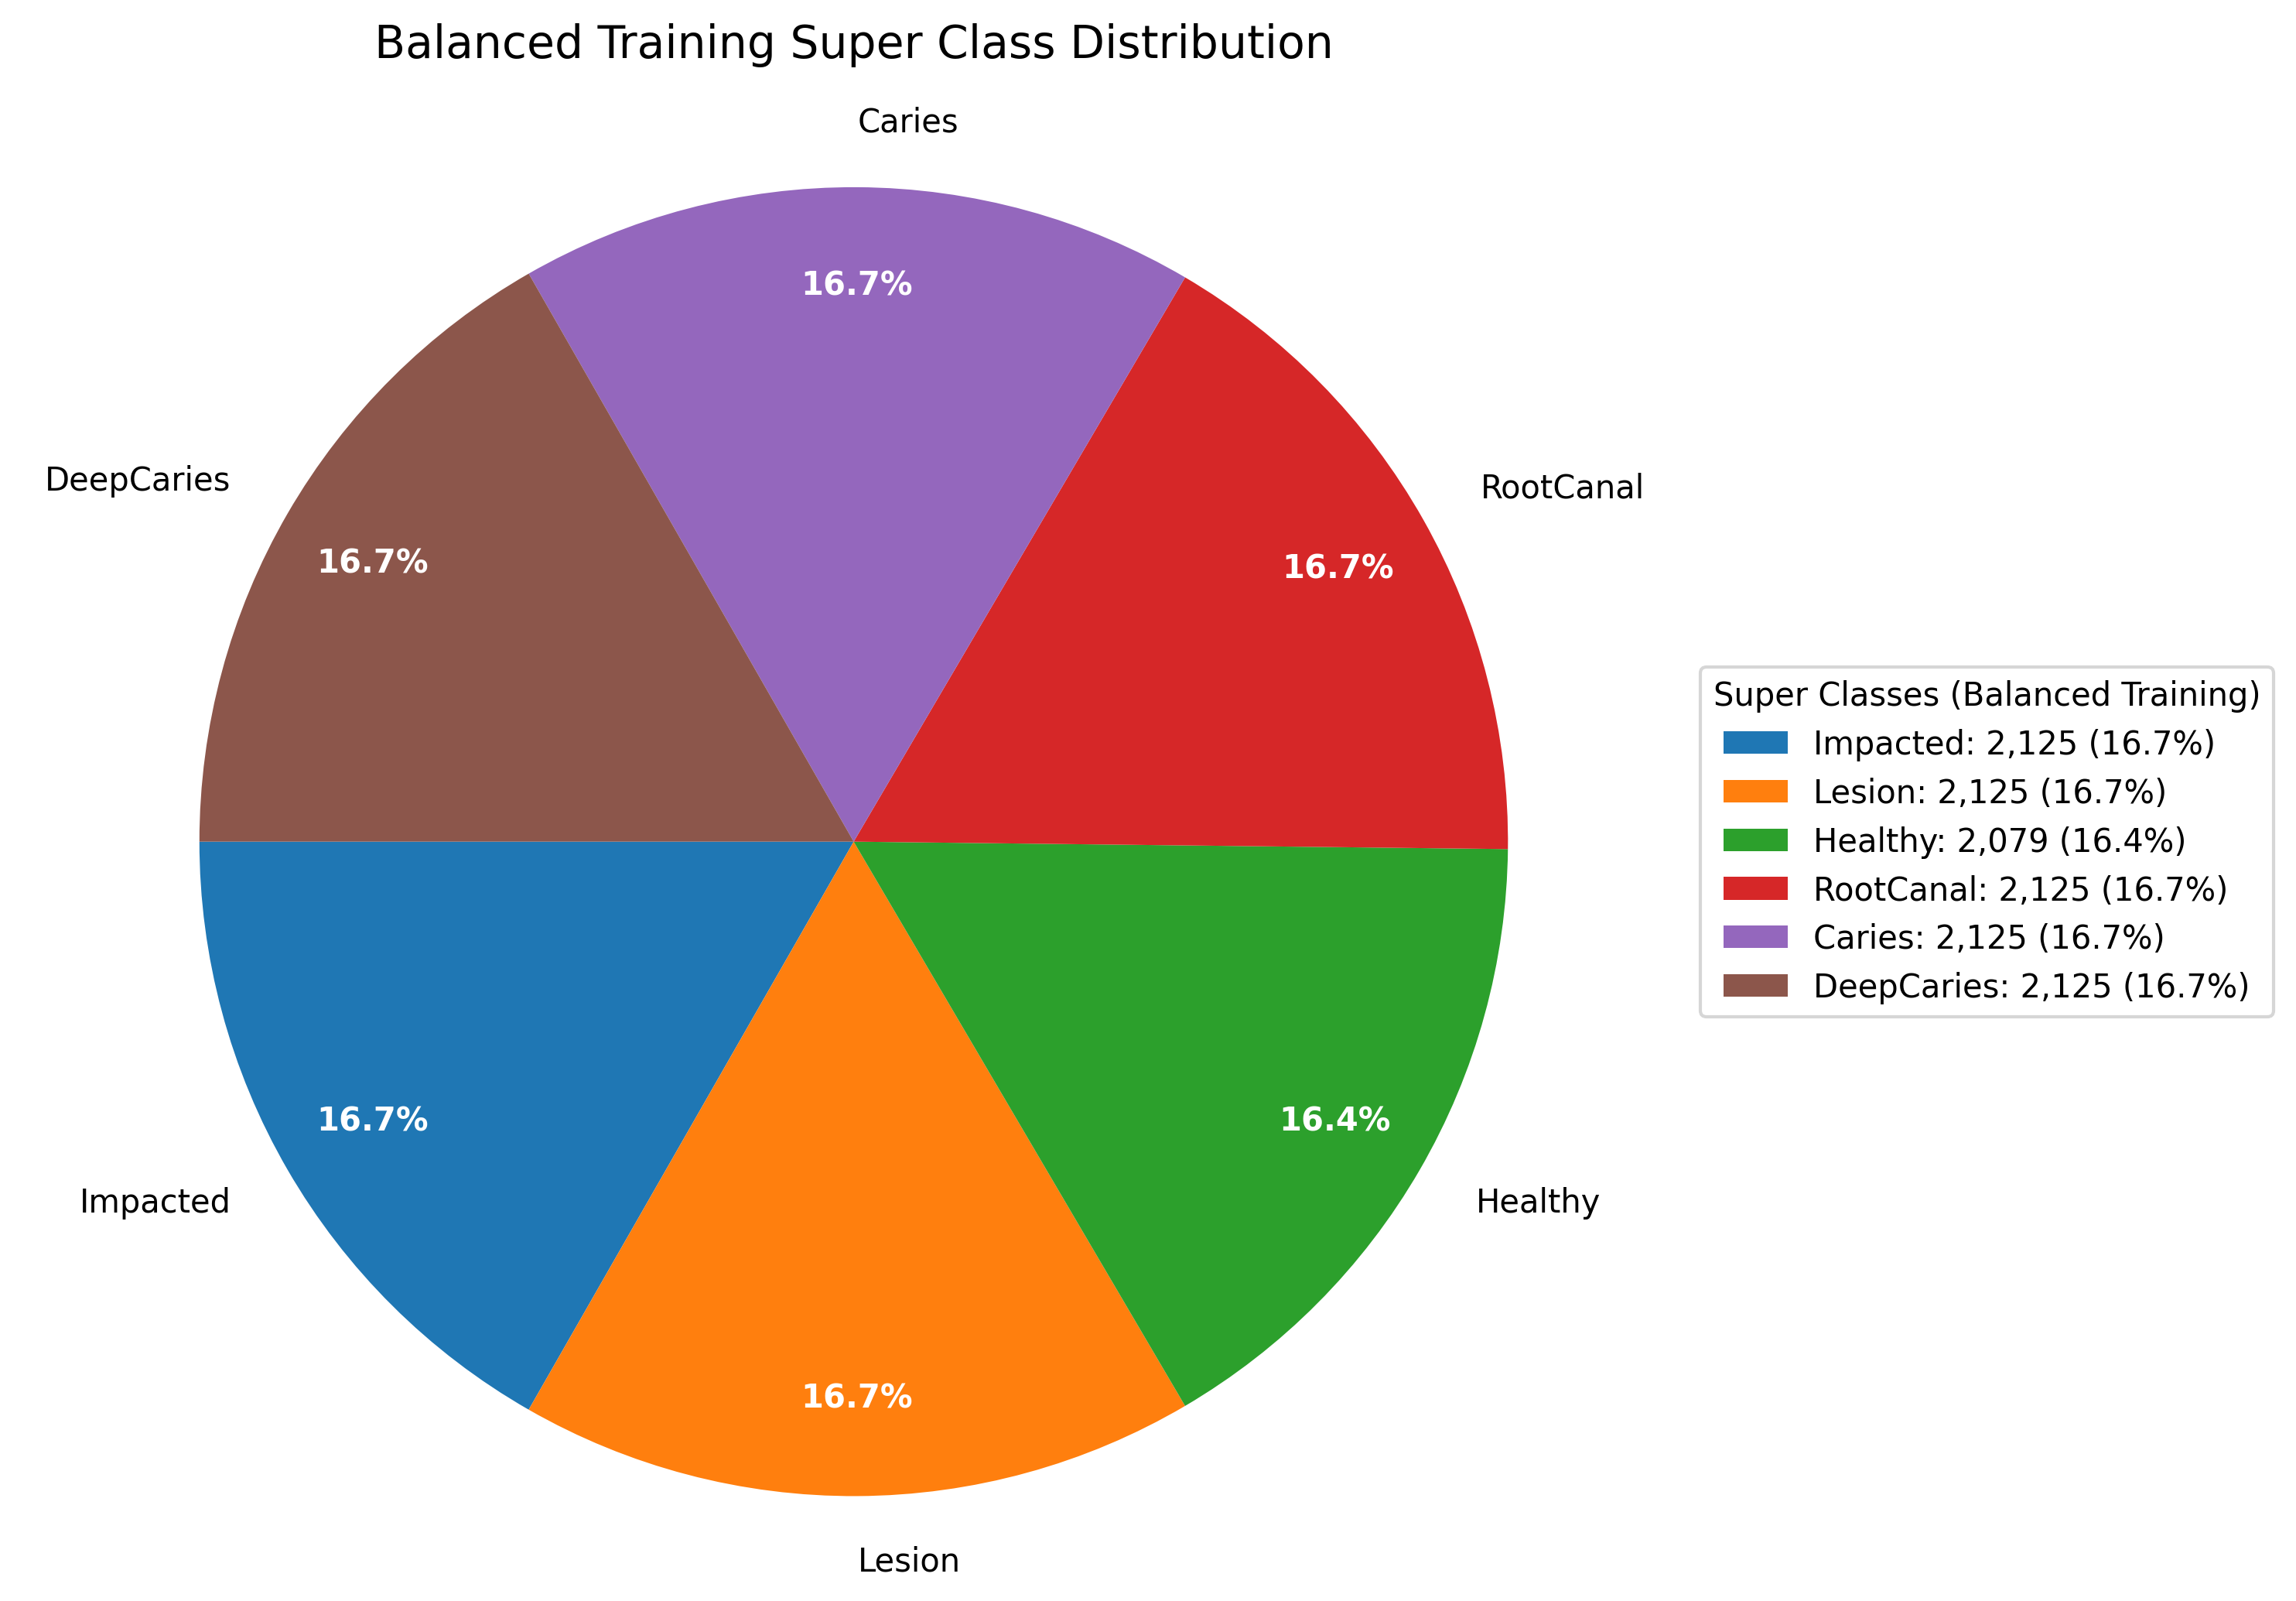 Balanced Training Super Class Distribution
Caries
16.7%
DeepCaries
RootCanal
16.7%
16.7%
Super Classes (Balanced Training)
Impacted: 2,125 (16.7%)
Lesion: 2,125 (16.7%)
Healthy: 2,079 (16.4%)
RootCanal: 2,125 (16.7%)
Caries: 2,125 (16.7%)
DeepCaries: 2,125 (16.7%)
16.7%
16.4%
Impacted
Healthy
16.7%
Lesion